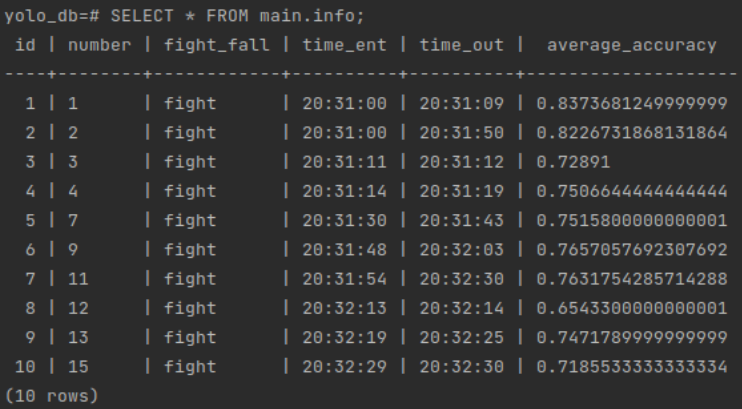 yolo_db=# SELECT * FROM main.info;
 id | number | fight_fall | time_ent | time_out |  average_accuracy
----+--------+------------+----------+----------+--------------------
  1 | 1      | fight      | 20:31:00 | 20:31:09 | 0.8373681249999999
  2 | 2      | fight      | 20:31:00 | 20:31:50 | 0.8226731868131864
  3 | 3      | fight      | 20:31:11 | 20:31:12 | 0.72891
  4 | 4      | fight      | 20:31:14 | 20:31:19 | 0.7506644444444444
  5 | 7      | fight      | 20:31:30 | 20:31:43 | 0.7515800000000001
  6 | 9      | fight      | 20:31:48 | 20:32:03 | 0.7657057692307692
  7 | 11     | fight      | 20:31:54 | 20:32:30 | 0.7631754285714288
  8 | 12     | fight      | 20:32:13 | 20:32:14 | 0.6543300000000001
  9 | 13     | fight      | 20:32:19 | 20:32:25 | 0.7471789999999999
 10 | 15     | fight      | 20:32:29 | 20:32:30 | 0.7185533333333334
(10 rows)